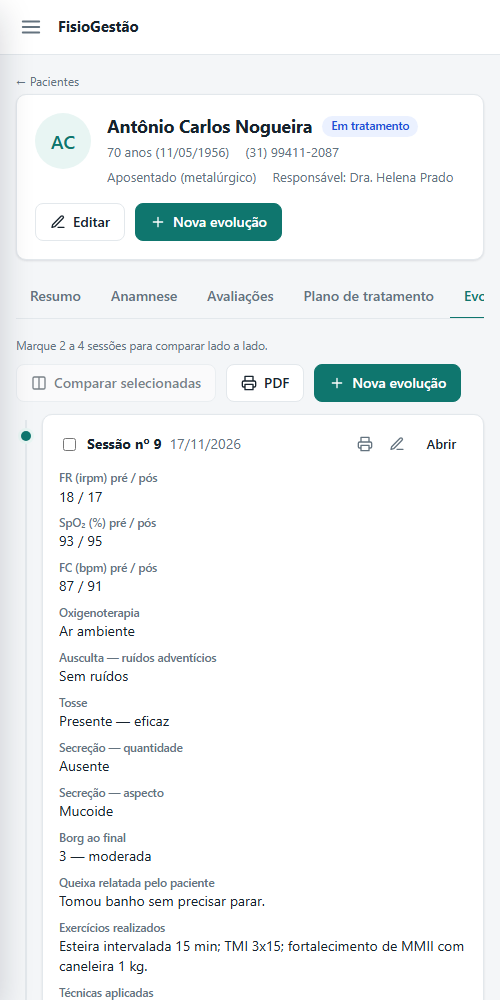 FisioGestão
← Pacientes
AC
Antônio Carlos Nogueira
Em tratamento
70 anos (11/05/1956) (31) 99411-2087
Aposentado (metalúrgico) Responsável: Dra. Helena Prado
Editar
+ Nova evolução
Resumo Anamnese Avaliações Plano de tratamento Evo
Marque 2 a 4 sessões para comparar lado a lado.
Comparar selecionadas PDF + Nova evolução
Sessão nº 9 17/11/2026 Abrir
FR (irpm) pré / pós
18 / 17
SpO₂ (%) pré / pós
93 / 95
FC (bpm) pré / pós
87 / 91
Oxigenoterapia
Ar ambiente
Ausculta — ruídos adventícios
Sem ruídos
Tosse
Presente — eficaz
Secreção — quantidade
Ausente
Secreção — aspecto
Mucoide
Borg ao final
3 — moderada
Queixa relatada pelo paciente
Tomou banho sem precisar parar.
Exercícios realizados
Esteira intervalada 15 min; TMI 3x15; fortalecimento de MMII com
caneleira 1 kg.
Técnicas aplicadas